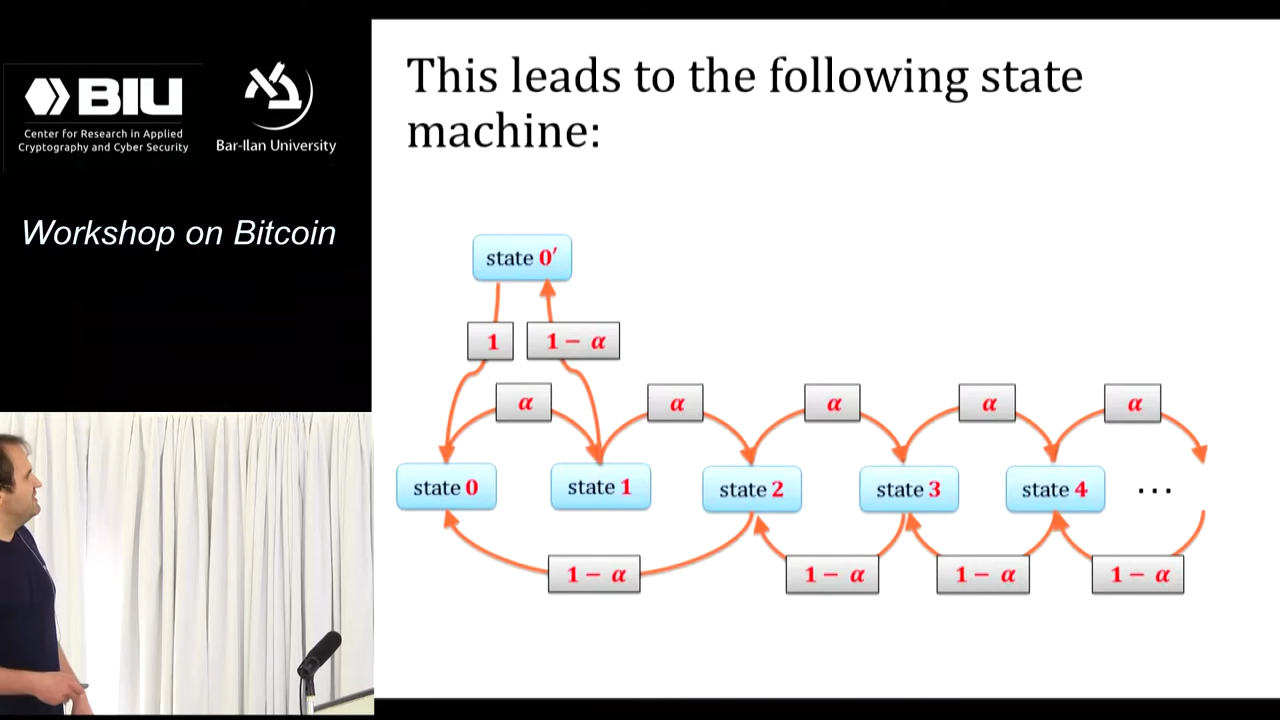 BIU
Center for Research in Applied
Cryptography and Cyber Security
Bar-Ilan University
Workshop on Bitcoin
This leads to the following state
machine:
state 0′
1
1 − α
α
α
α
α
α
state 0
state 1
state 2
state 3
state 4
...
1 − α
1 − α
1 − α
1 − α